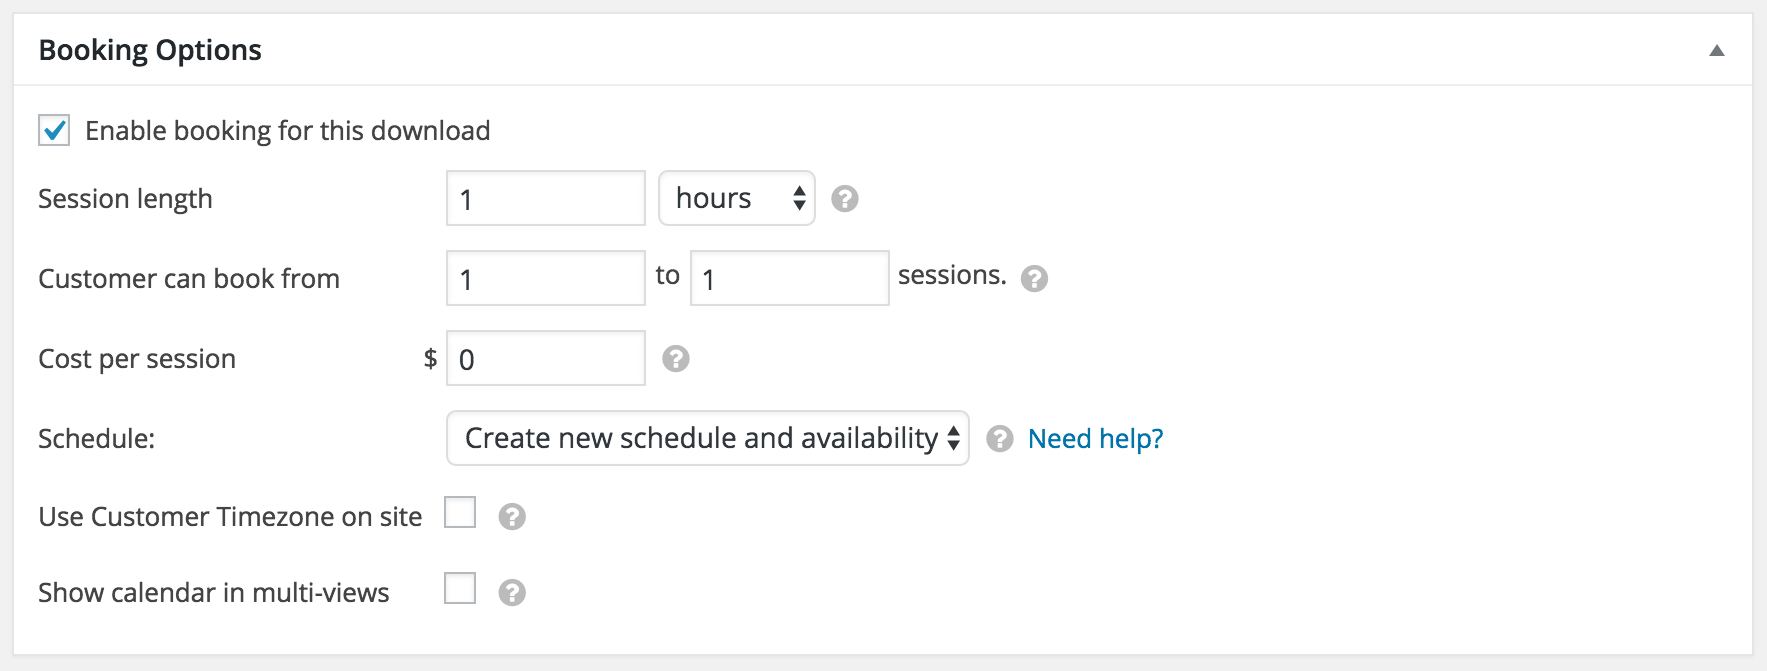 Booking Options
Enable booking for this download
Session length 1 hours ?
Customer can book from 1 to 1 sessions. ?
Cost per session $ 0 ?
Schedule: Create new schedule and availability ? Need help?
Use Customer Timezone on site ?
Show calendar in multi-views ?